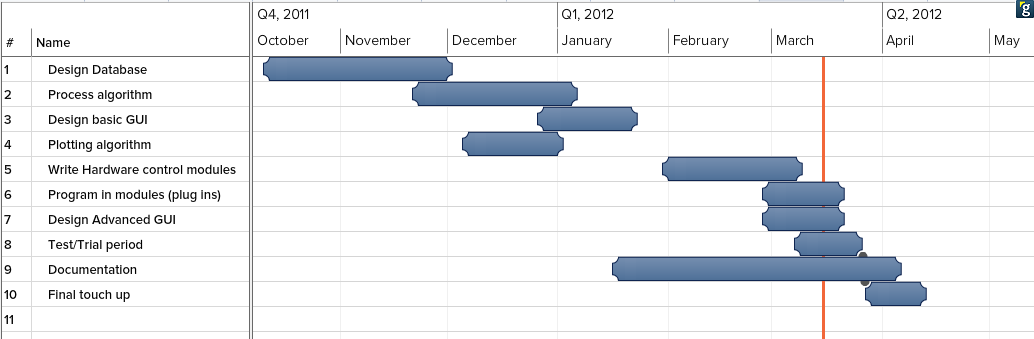 Q4, 2011 Q1, 2012 Q2, 2012
# Name October November December January February March April May
1 Design Database
2 Process algorithm
3 Design basic GUI
4 Plotting algorithm
5 Write Hardware control modules
6 Program in modules (plug ins)
7 Design Advanced GUI
8 Test/Trial period
9 Documentation
10 Final touch up
11
g